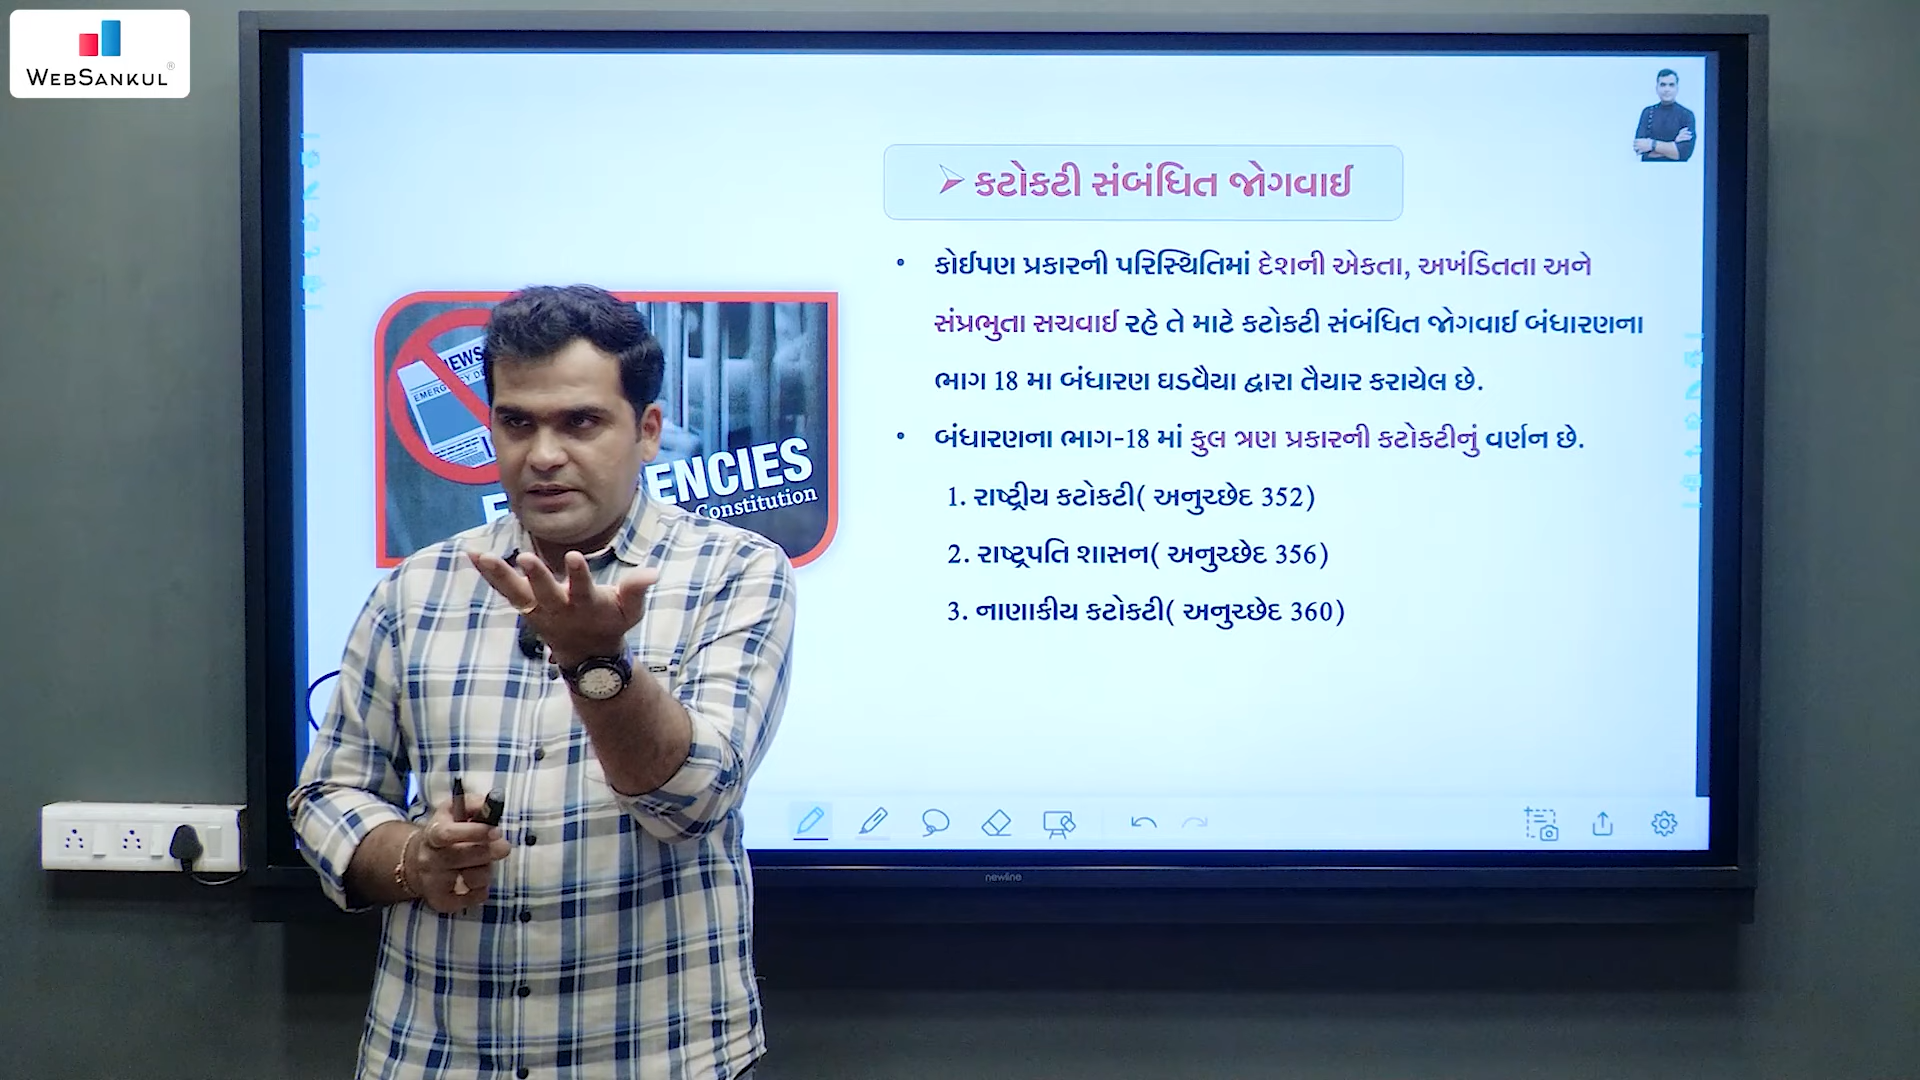 WEBSANKUL
➢ કટોકટી સંબંધિત જોગવાઈ
• કોઈપણ પ્રકારની પરિસ્થિતિમાં દેશની એકતા, અખંડિતતા અને
સંપ્રભુતા સચવાઈ રહે તે માટે કટોકટી સંબંધિત જોગવાઈ બંધારણના
ભાગ 18 મા બંધારણ ઘડવૈયા દ્વારા તૈયાર કરાયેલ છે.
• બંધારણના ભાગ-18 માં કુલ ત્રણ પ્રકારની કટોકટીનું વર્ણન છે.
1. રાષ્ટ્રીય કટોકટી( અનુચ્છેદ 352)
2. રાષ્ટ્રપતિ શાસન( અનુચ્છેદ 356)
3. નાણાકીય કટોકટી( અનુચ્છેદ 360)
NEWS
ENCIES
Constitution
newline